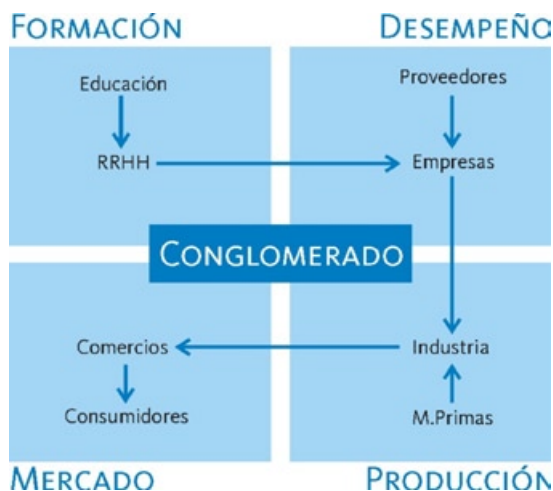 FORMACIÓN
DESEMPEÑO
Educación
Proveedores
RRHH
Empresas
CONGLOMERADO
Comercios
Industria
Consumidores
M.Primas
MERCADO
PRODUCCIÓN